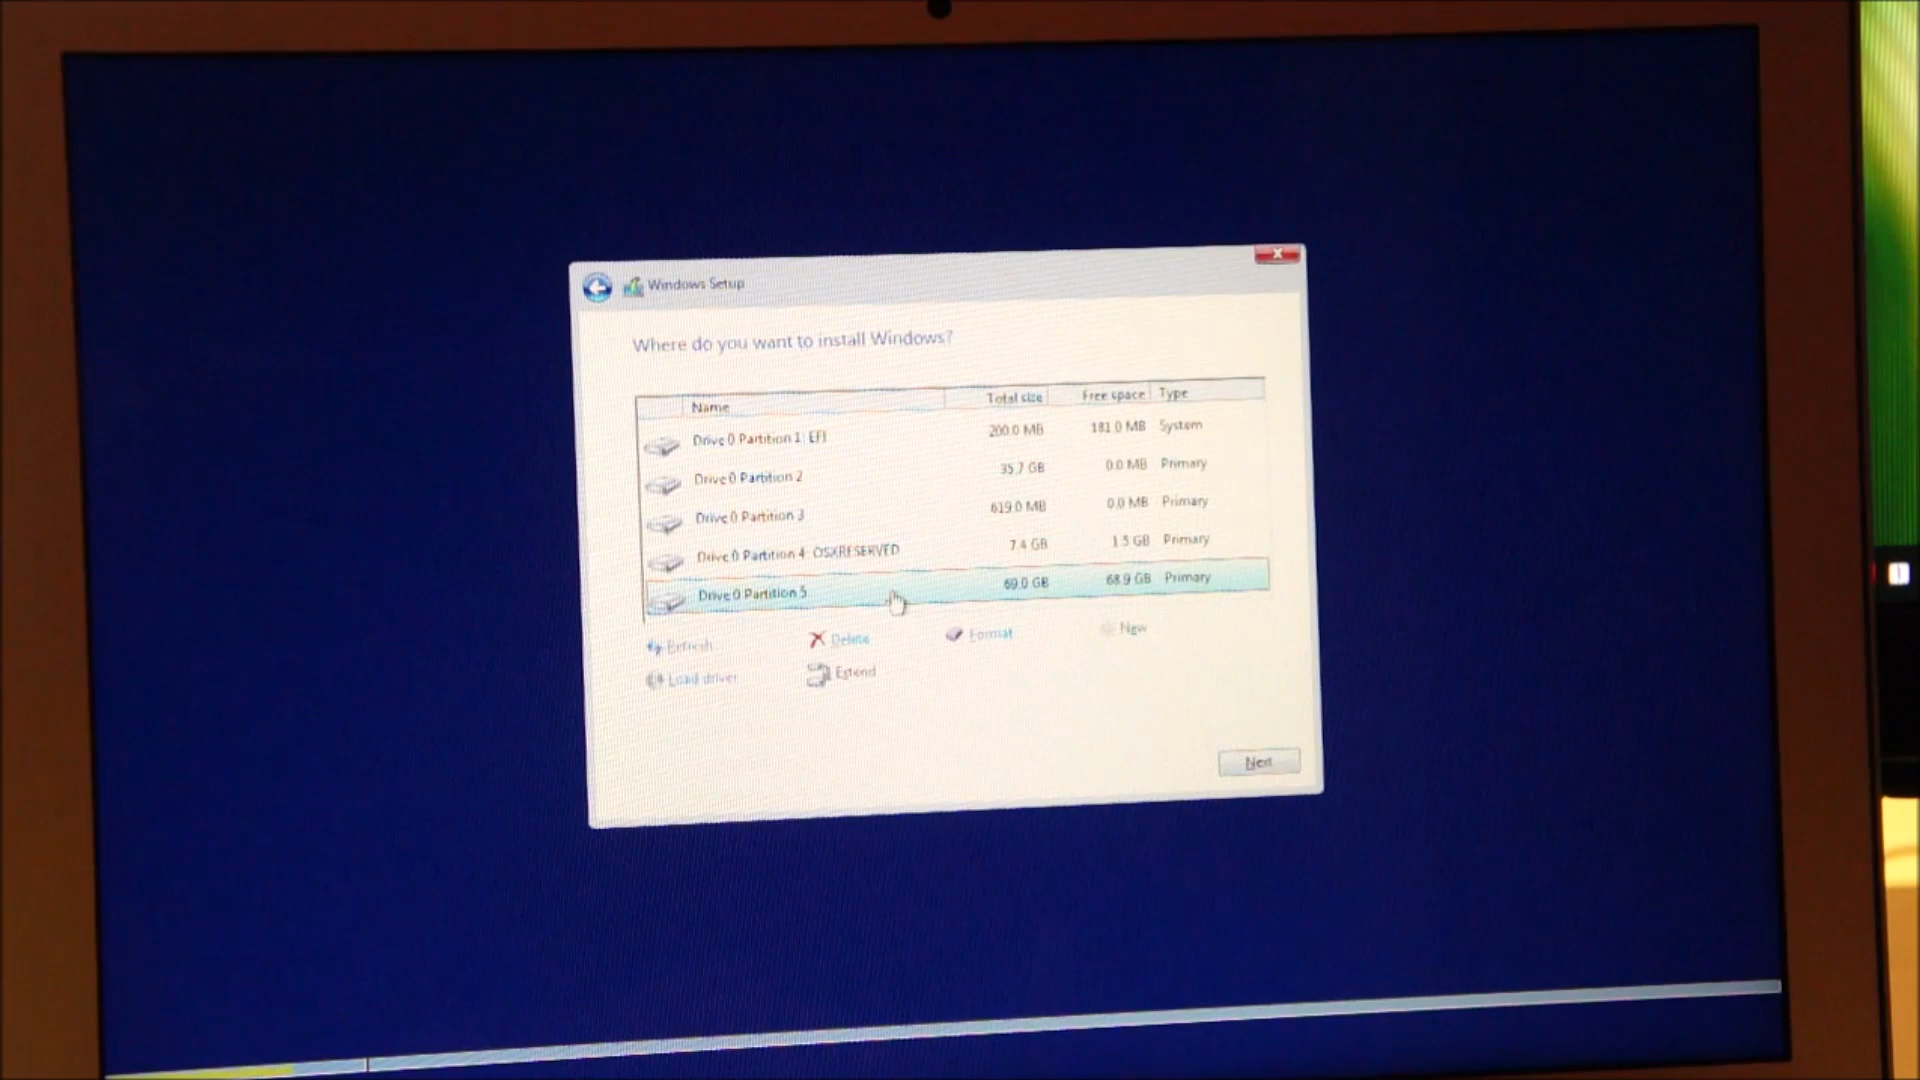 Windows Setup
Where do you want to install Windows?
Name Total size Free space Type
Drive 0 Partition 1: EFI 200.0 MB 181.0 MB System
Drive 0 Partition 2 35.7 GB 0.0 MB Primary
Drive 0 Partition 3 619.0 MB 0.0 MB Primary
Drive 0 Partition 4: OSXRESERVED 7.4 GB 1.5 GB Primary
Drive 0 Partition 5 69.0 GB 68.9 GB Primary
Refresh Delete Format New
Load driver Extend
Next